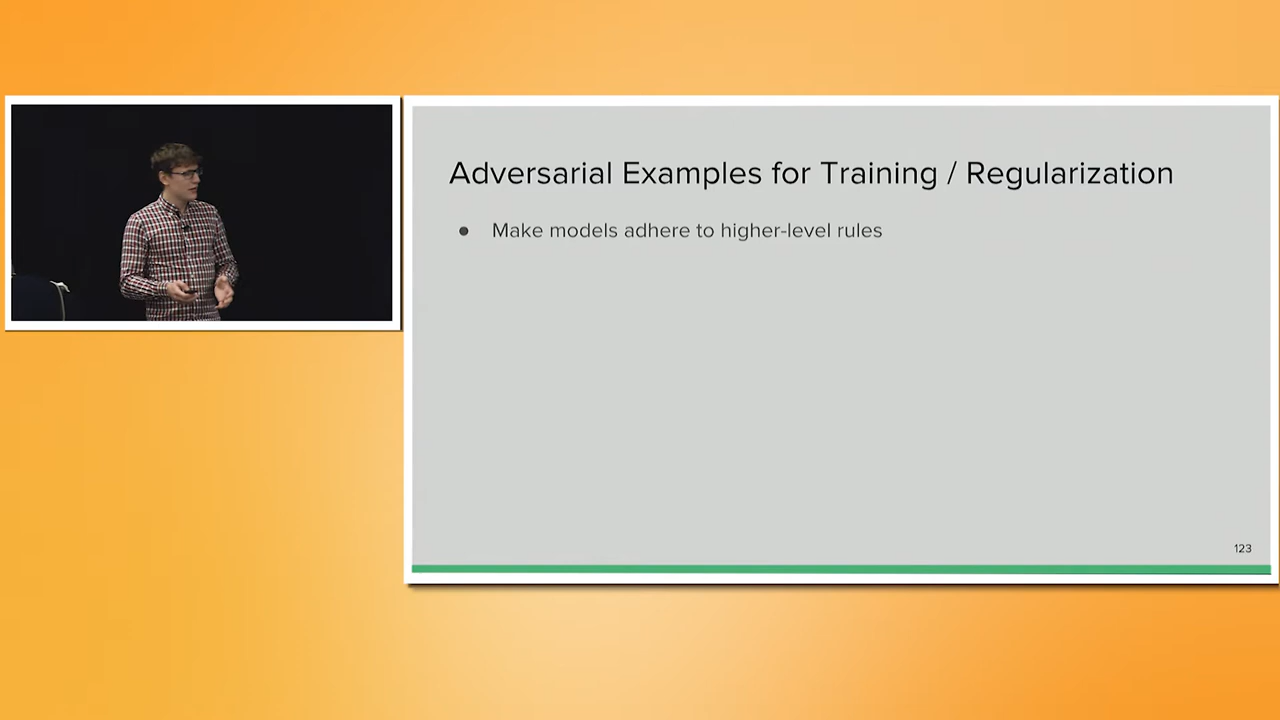 Adversarial Examples for Training / Regularization
● Make models adhere to higher-level rules
123